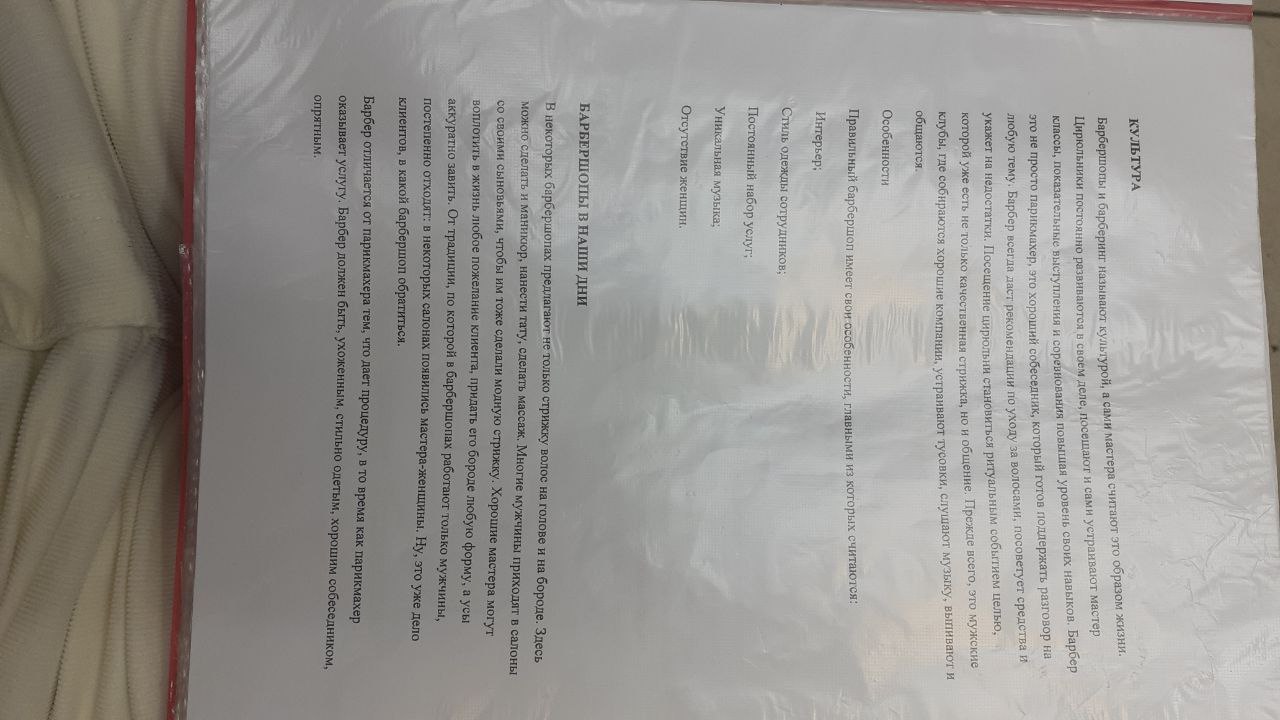 КУЛЬТУРА
Барбершопы и барберинг называют культурой, а сами мастера считают это образом жизни.
Цирюльники постоянно развиваются в своем деле, посещают и сами устраивают мастер
классы, показательные выступления и соревнования повышая уровень своих навыков. Барбер
это не просто парикмахер, это хороший собеседник, который готов поддержать разговор на
любую тему. Барбер всегда даст рекомендации по уходу за волосами, посоветует средства и
укажет на недостатки. Посещение цирюльни становиться ритуальным событием целью,
которой уже есть не только качественная стрижка, но и общение. Прежде всего, это мужские
клубы, где собираются хорошие компании, устраивают тусовки, слушают музыку, выпивают и
общаются.
Особенности
Правильный барбершоп имеет свои особенности, главными из которых считаются:
Интерьер;
Стиль одежды сотрудников;
Постоянный набор услуг;
Уникальная музыка;
Отсутствие женщин.
БАРБЕРШОПЫ В НАШИ ДНИ
В некоторых барбершопах предлагают не только стрижку волос на голове и на бороде. Здесь
можно сделать и маникюр, нанести тату, сделать массаж. Многие мужчины приходят в салоны
со своими сыновьями, чтобы им тоже сделали модную стрижку. Хорошие мастера могут
воплотить в жизнь любое пожелание клиента, придать его бороде любую форму, а усы
аккуратно завить. От традиции, по которой в барбершопах работают только мужчины,
постепенно отходят: в некоторых салонах появились мастера-женщины. Ну, это уже дело
клиентов, в какой барбершоп обратиться.
Барбер отличается от парикмахера тем, что дает процедуру, в то время как парикмахер
оказывает услугу. Барбер должен быть, ухоженным, стильно одетым, хорошим собеседником,
опрятным.